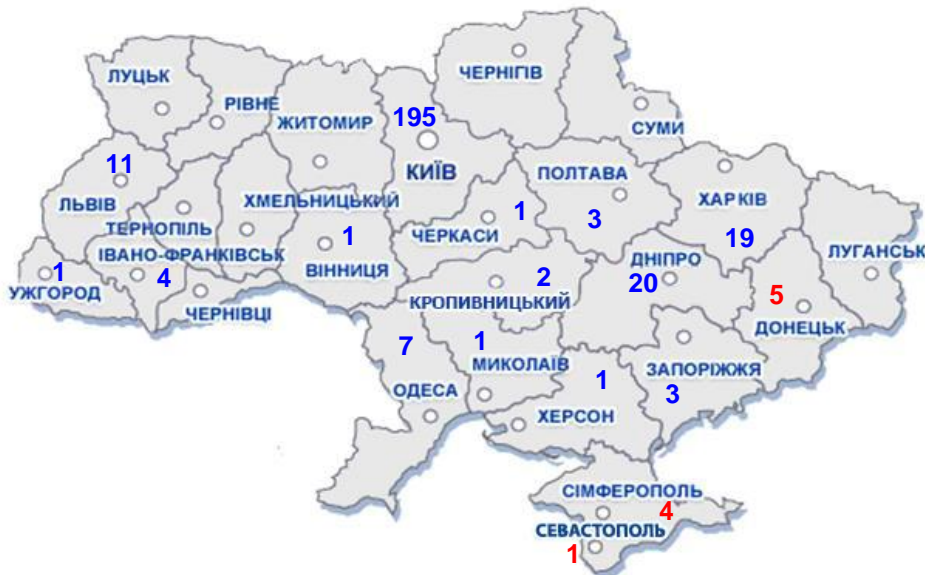 ЧЕРНІГІВ
ЛУЦЬК
РІВНЕ
195
ЖИТОМИР
СУМИ
11
КИЇВ
ПОЛТАВА
ХАРКІВ
ЛЬВІВ
ХМЕЛЬНИЦЬКИЙ
1
3
ТЕРНОПІЛЬ
ЧЕРКАСИ
1
19
ІВАНО-ФРАНКІВСЬК
ЛУГАНСЬК
ДНІПРО
1
4
ВІННИЦЯ
2
20
УЖГОРОД
5
КРОПИВНИЦЬКИЙ
ЧЕРНІВЦІ
ДОНЕЦЬК
7
1
МИКОЛАЇВ
ЗАПОРІЖЖЯ
1
ОДЕСА
3
ХЕРСОН
СІМФЕРОПОЛЬ
4
СЕВАСТОПОЛЬ
1